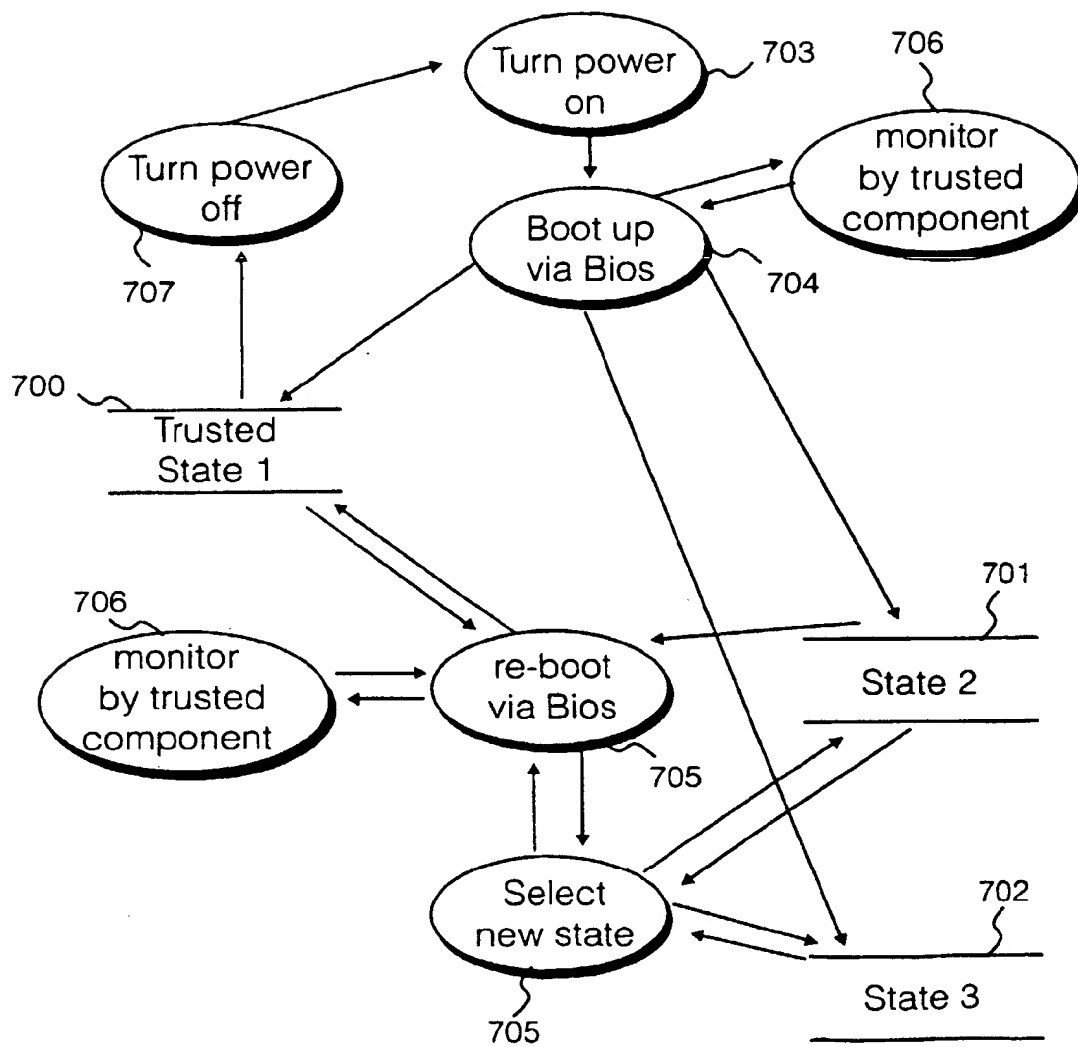 Turn power
on
703
706
monitor
by trusted
component
Turn power
off
707
Boot up
via Bios
704
700
Trusted
State 1
701
State 2
706
monitor
by trusted
component
re-boot
via Bios
705
Select
new state
705
702
State 3